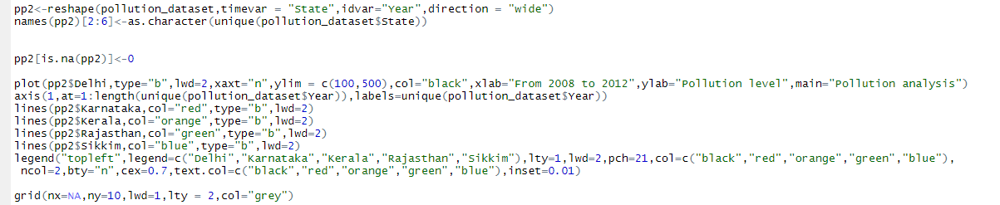 pp2<-reshape(pollution_dataset,timevar = "State",idvar="Year",direction = "wide")
names(pp2)[2:6]<-as.character(unique(pollution_dataset$State))
pp2[is.na(pp2)]<-0
plot(pp2$Delhi,type="b",lwd=2,xaxt="n",ylim = c(100,500),col="black",xlab="From 2008 to 2012",ylab="Pollution level",main="Pollution analysis")
axis(1,at=1:length(unique(pollution_dataset$Year)),labels=unique(pollution_dataset$Year))
lines(pp2$Karnataka,col="red",type="b",lwd=2)
lines(pp2$Kerala,col="orange",type="b",lwd=2)
lines(pp2$Rajasthan,col="green",type="b",lwd=2)
lines(pp2$Sikkim,col="blue",type="b",lwd=2)
legend("topleft",legend=c("Delhi","Karnataka","Kerala","Rajasthan","Sikkim"),lty=1,lwd=2,pch=21,col=c("black","red","orange","green","blue"),
ncol=2,bty="n",cex=0.7,text.col=c("black","red","orange","green","blue"),inset=0.01)
grid(nx=NA,ny=10,lwd=1,lty = 2,col="grey")